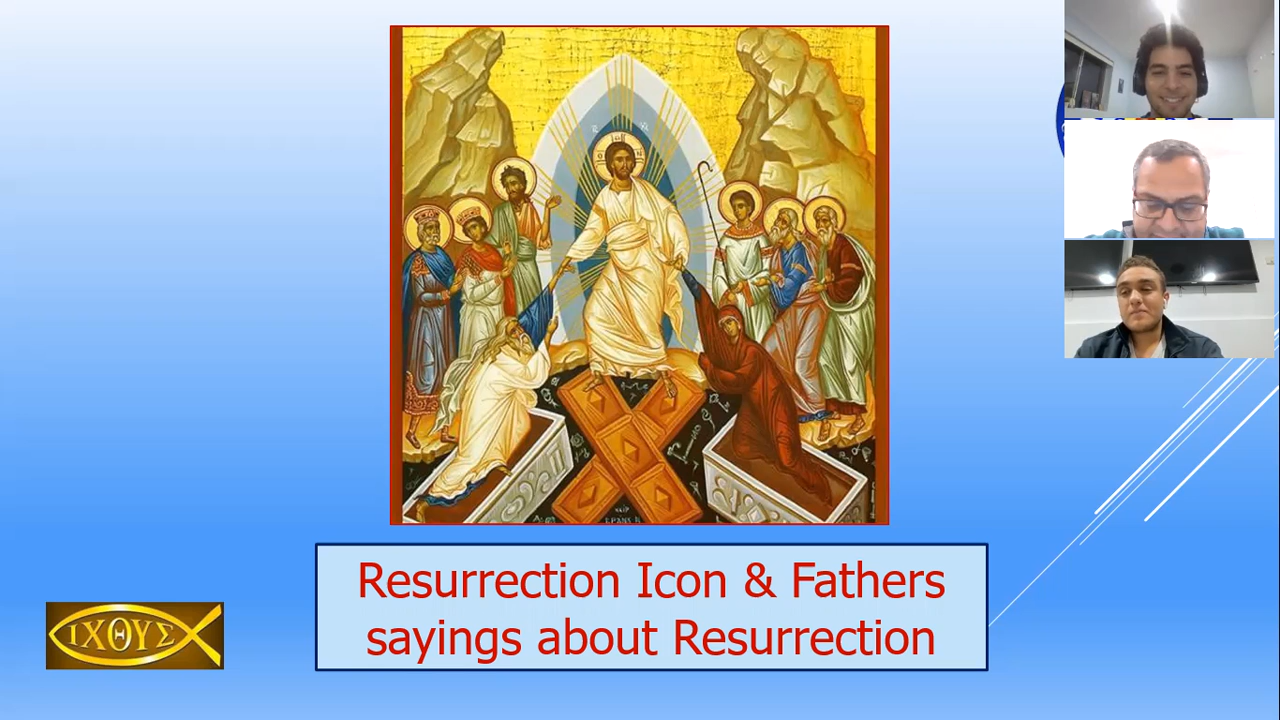 Resurrection Icon & Fathers
sayings about Resurrection
ΙΧΘΥΣ